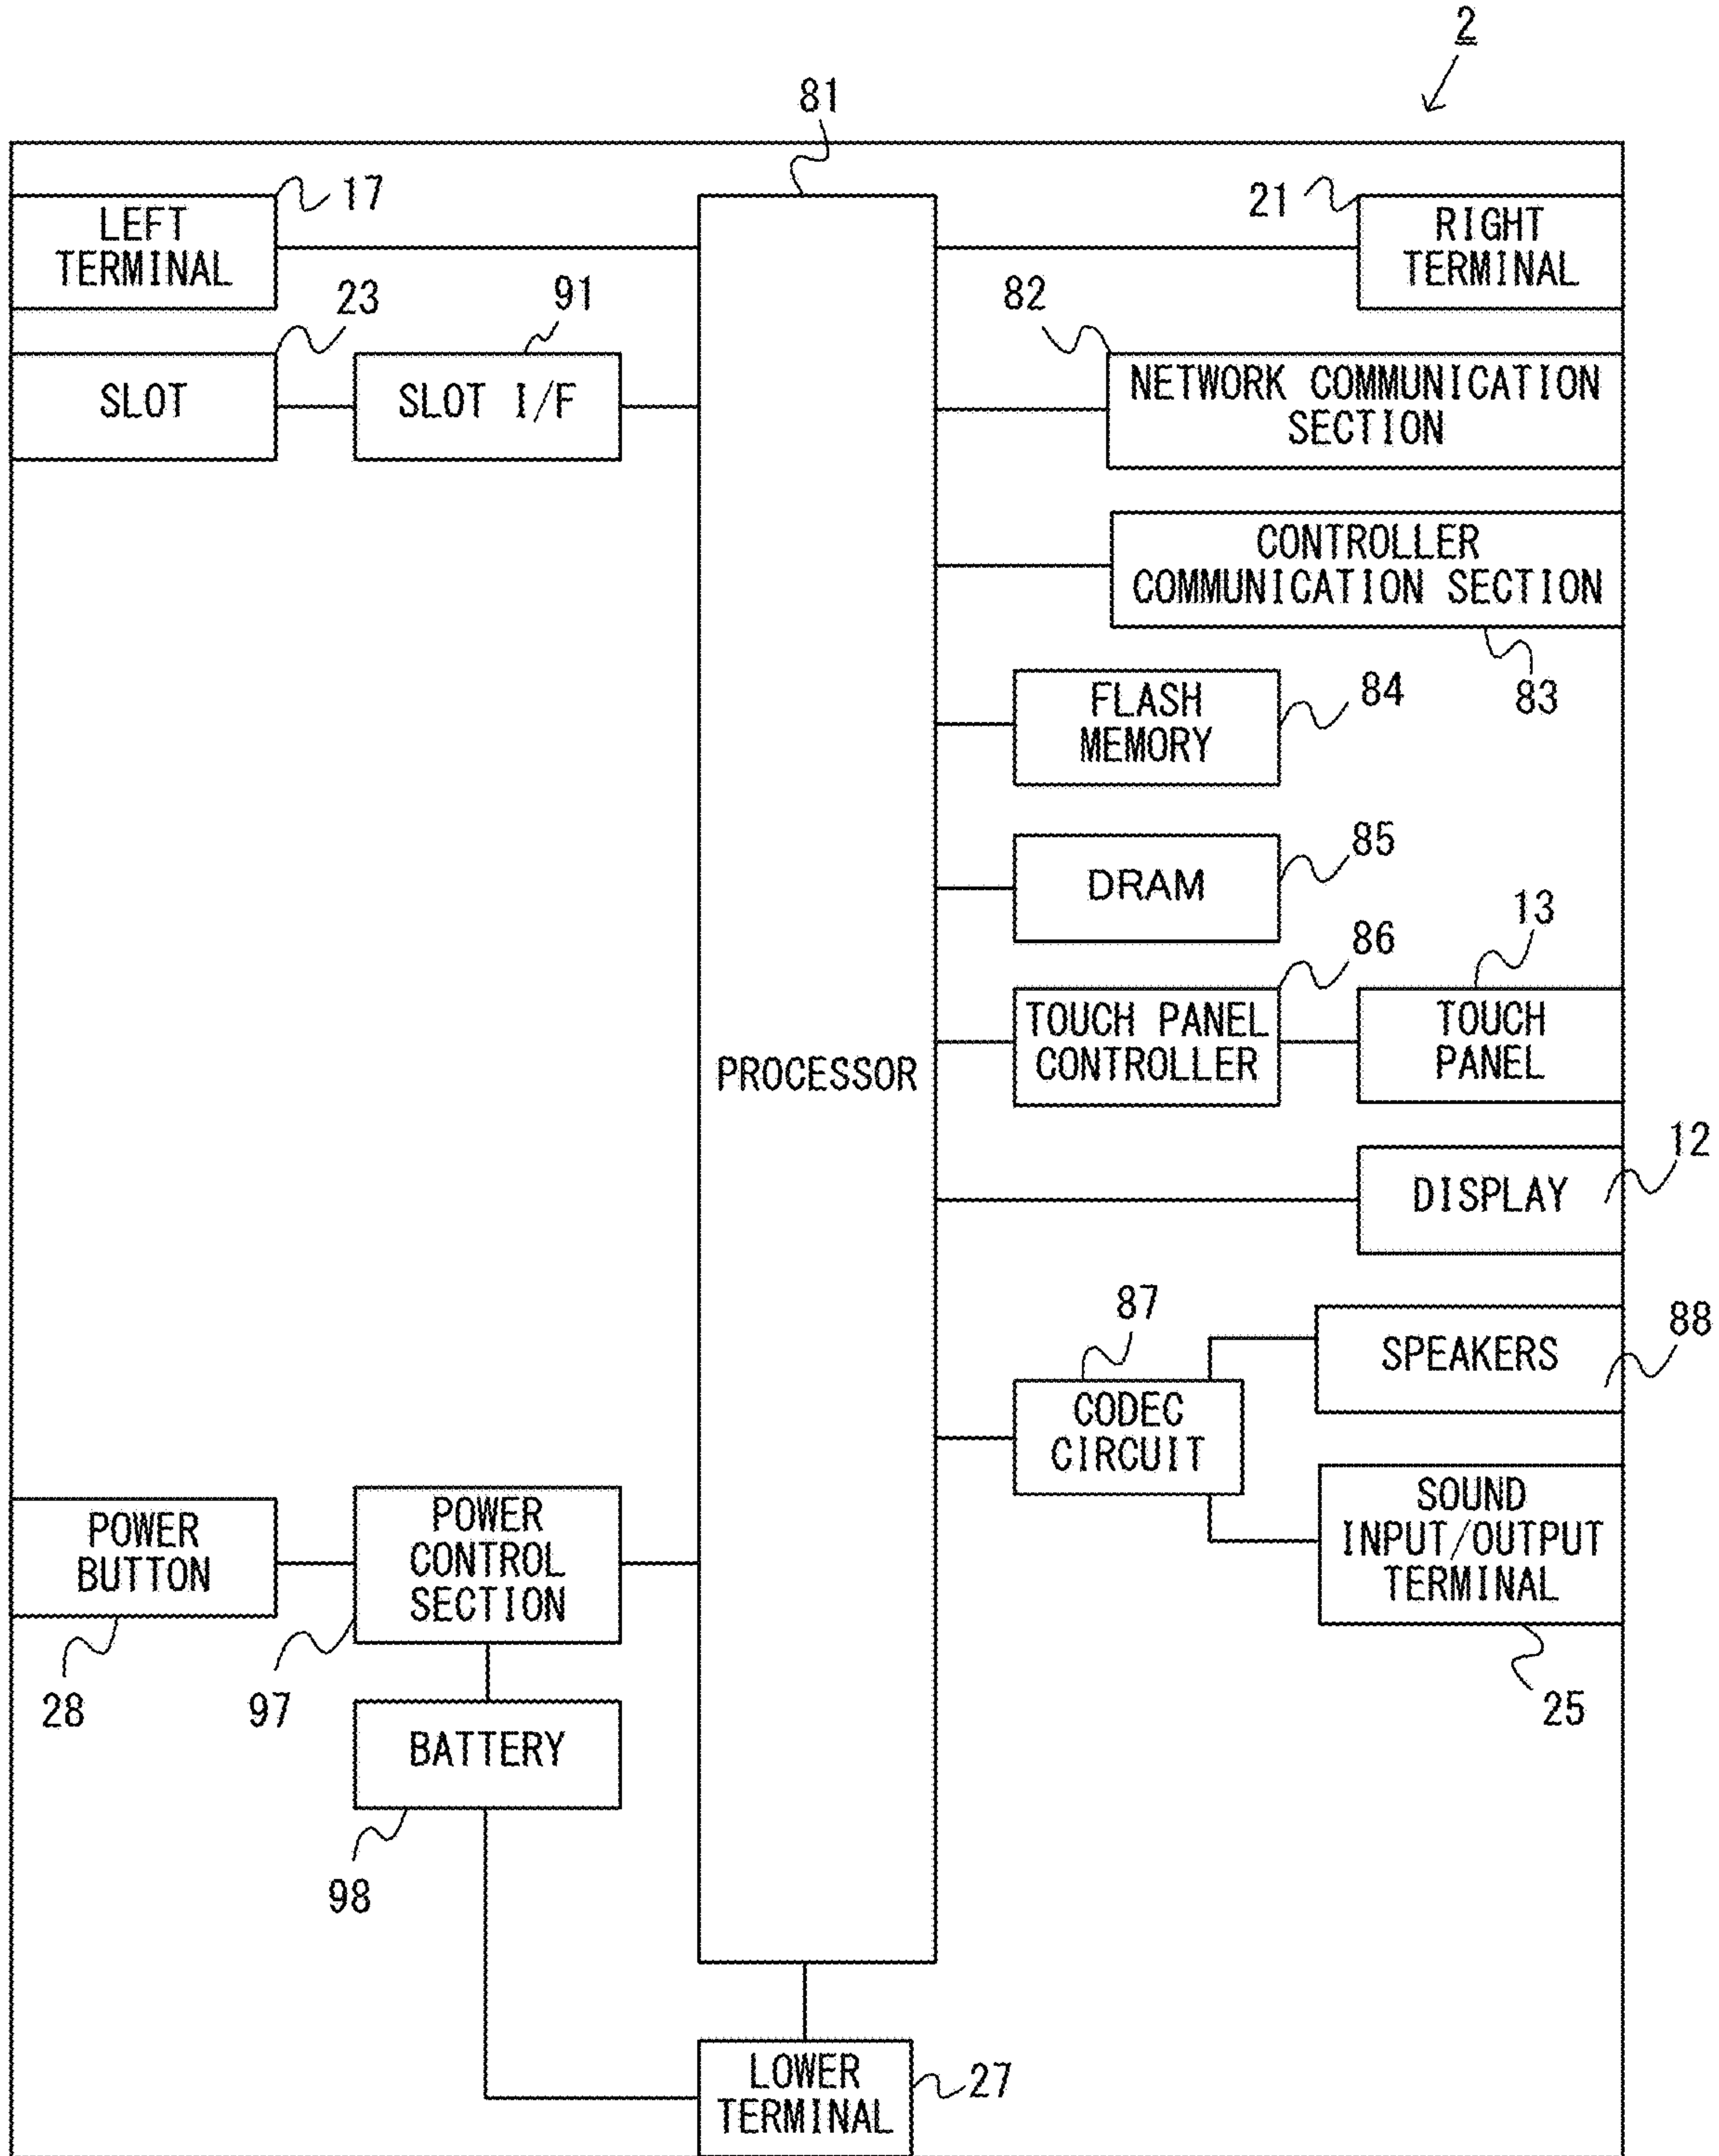 2
81
17
LEFT
TERMINAL
21
RIGHT
TERMINAL
23
SLOT
91
SLOT I/F
82
NETWORK COMMUNICATION
SECTION
CONTROLLER
COMMUNICATION SECTION
83
FLASH
MEMORY
84
DRAM
85
PROCESSOR
86
TOUCH PANEL
CONTROLLER
13
TOUCH
PANEL
12
DISPLAY
87
CODEC
CIRCUIT
88
SPEAKERS
SOUND
INPUT/OUTPUT
TERMINAL
25
POWER
BUTTON
28
POWER
CONTROL
SECTION
97
BATTERY
98
LOWER
TERMINAL
27